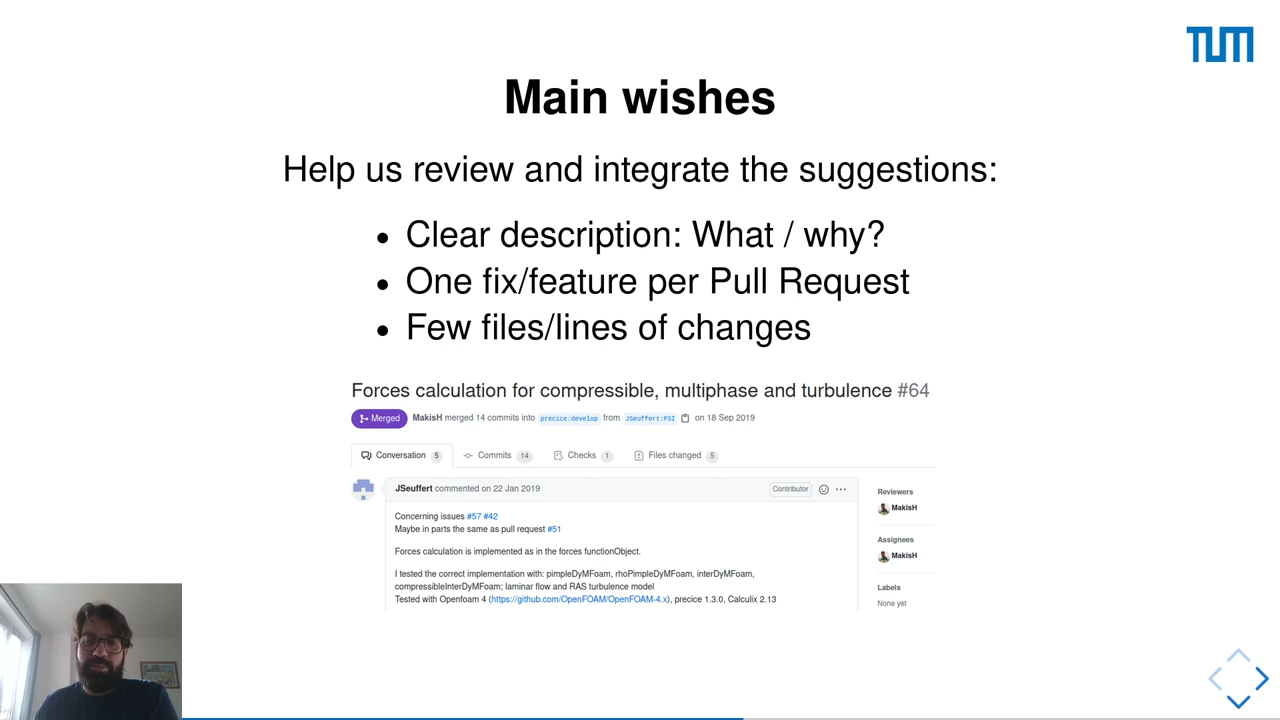 TUM
Main wishes
Help us review and integrate the suggestions:
• Clear description: What / why?
• One fix/feature per Pull Request
• Few files/lines of changes
Forces calculation for compressible, multiphase and turbulence #64
Merged MakisH merged 14 commits into precice:develop from JSeuffert:FSI on 18 Sep 2019
Conversation 5 Commits 14 Checks 1 Files changed 5
JSeuffert commented on 22 Jan 2019 Contributor ...
Concerning issues #57 #42
Maybe in parts the same as pull request #51
Forces calculation is implemented as in the forces functionObject.
I tested the correct implementation with: pimpleDyMFoam, rhoPimpleDyMFoam, interDyMFoam,
compressibleInterDyMFoam; laminar flow and RAS turbulence model
Tested with Openfoam 4 (https://github.com/OpenFOAM/OpenFOAM-4.x), precice 1.3.0, Calculix 2.13
Reviewers
MakisH
Assignees
MakisH
Labels
None yet